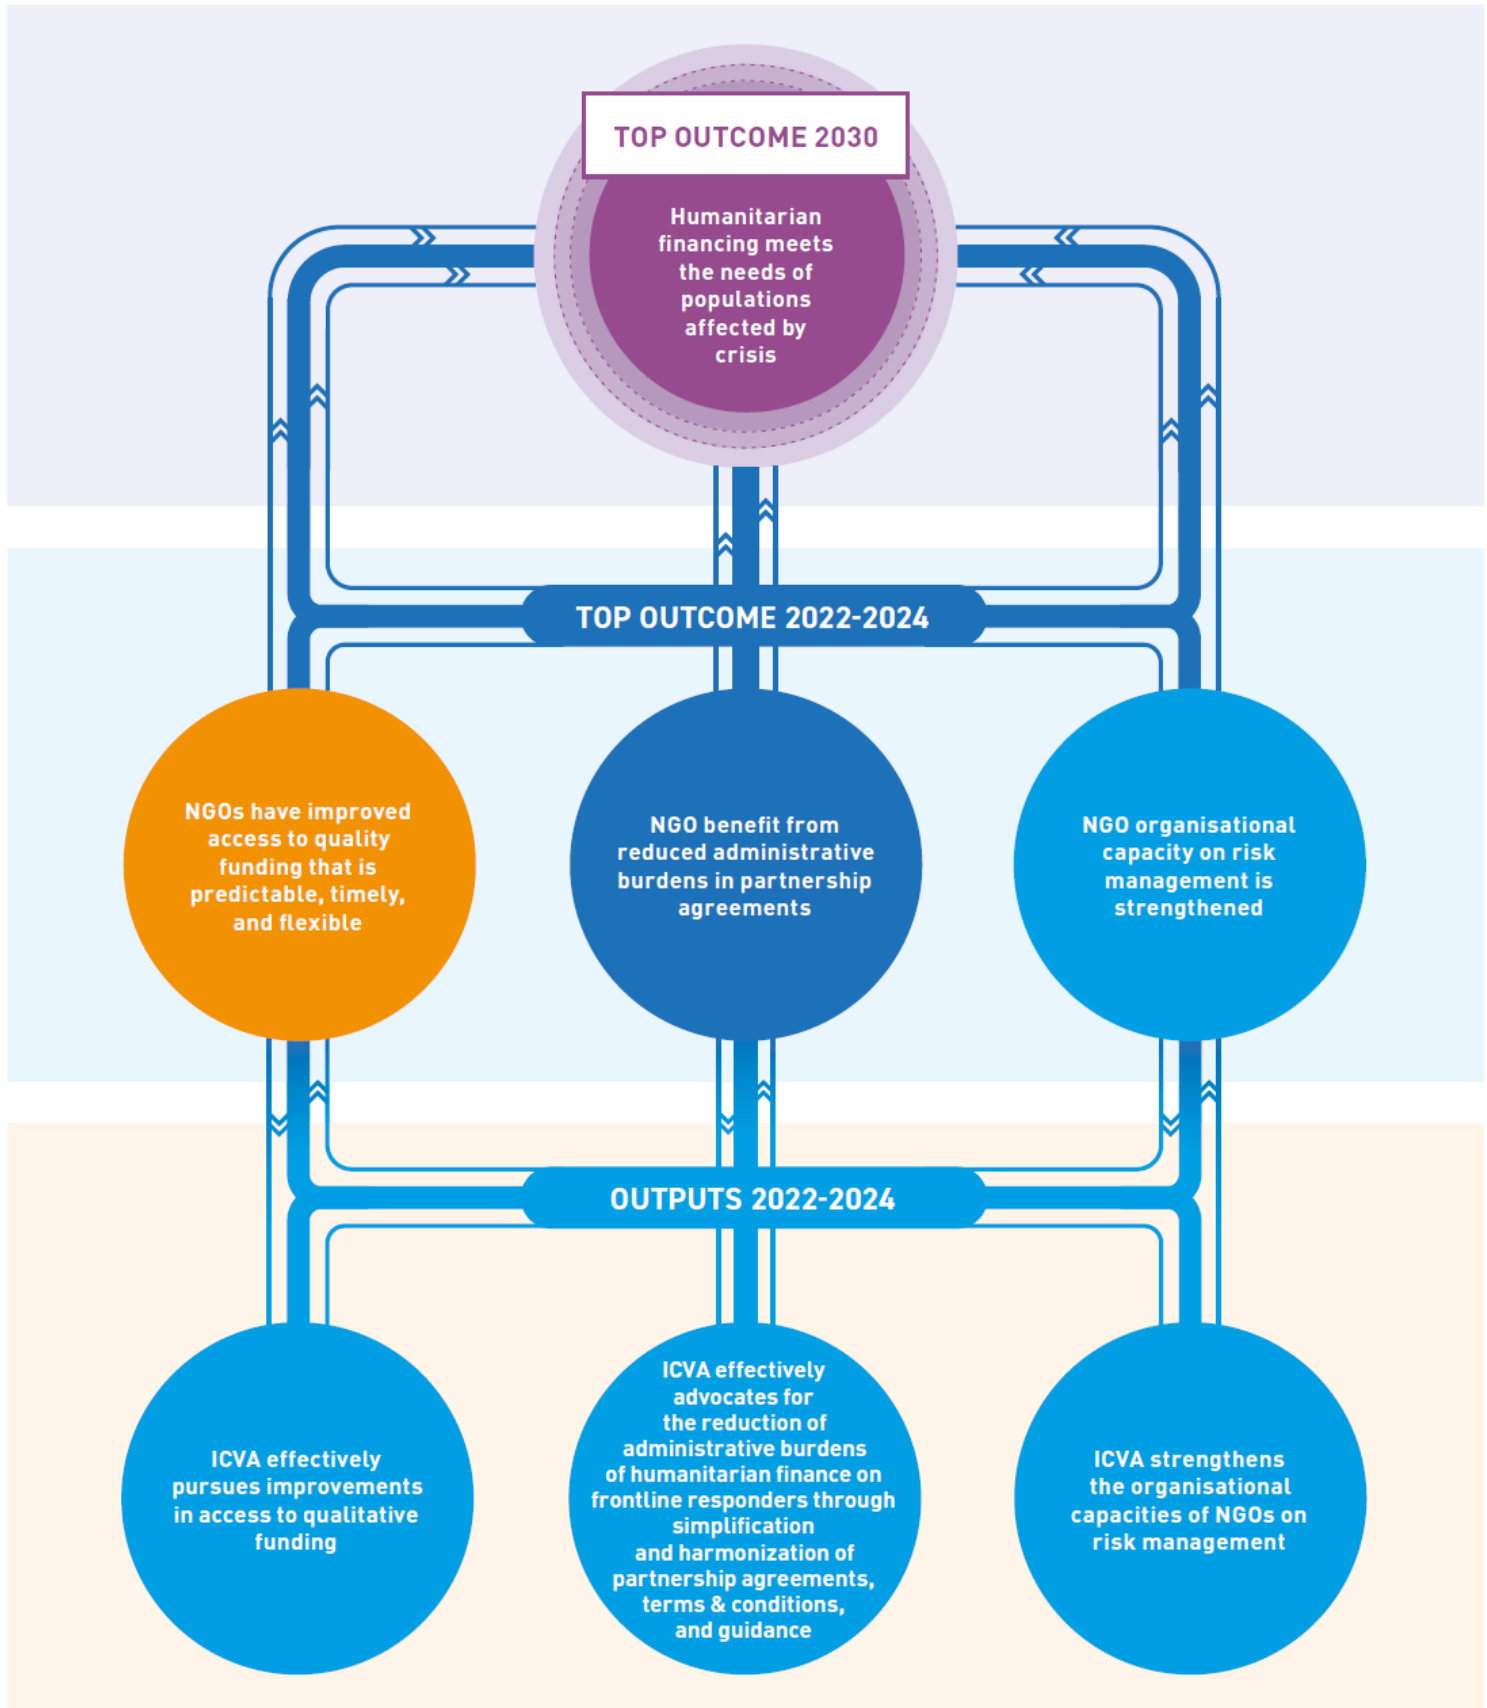 TOP OUTCOME 2030
Humanitarian
financing meets
the needs of
populations
affected by
crisis
TOP OUTCOME 2022-2024
NGOs have improved
access to quality
funding that is
predictable, timely,
and flexible
NGO benefit from
reduced administrative
burdens in partnership
agreements
NGO organisational
capacity on risk
management is
strengthened
OUTPUTS 2022-2024
ICVA effectively
pursues improvements
in access to qualitative
funding
ICVA effectively
advocates for
the reduction of
administrative burdens
of humanitarian finance on
frontline responders through
simplification
and harmonization of
partnership agreements,
terms & conditions,
and guidance
ICVA strengthens
the organisational
capacities of NGOs on
risk management